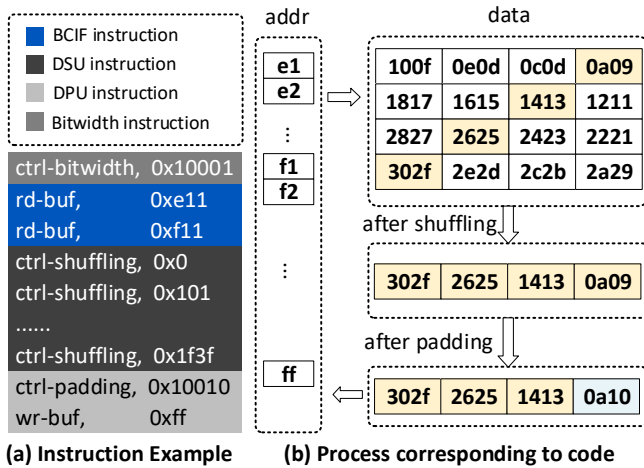 BCIF instruction
DSU instruction
DPU instruction
Bitwidth instruction
ctrl-bitwidth, 0x10001
rd-buf, 0xe11
rd-buf, 0xf11
ctrl-shuffling, 0x0
ctrl-shuffling, 0x101
......
ctrl-shuffling, 0x1f3f
ctrl-padding, 0x10010
wr-buf, 0xff
(a) Instruction Example
addr
e1
e2
...
f1
f2
...
ff
data
100f 0e0d 0c0d 0a09
1817 1615 1413 1211
2827 2625 2423 2221
302f 2e2d 2c2b 2a29
after shuffling
302f 2625 1413 0a09
after padding
302f 2625 1413 0a10
(b) Process corresponding to code